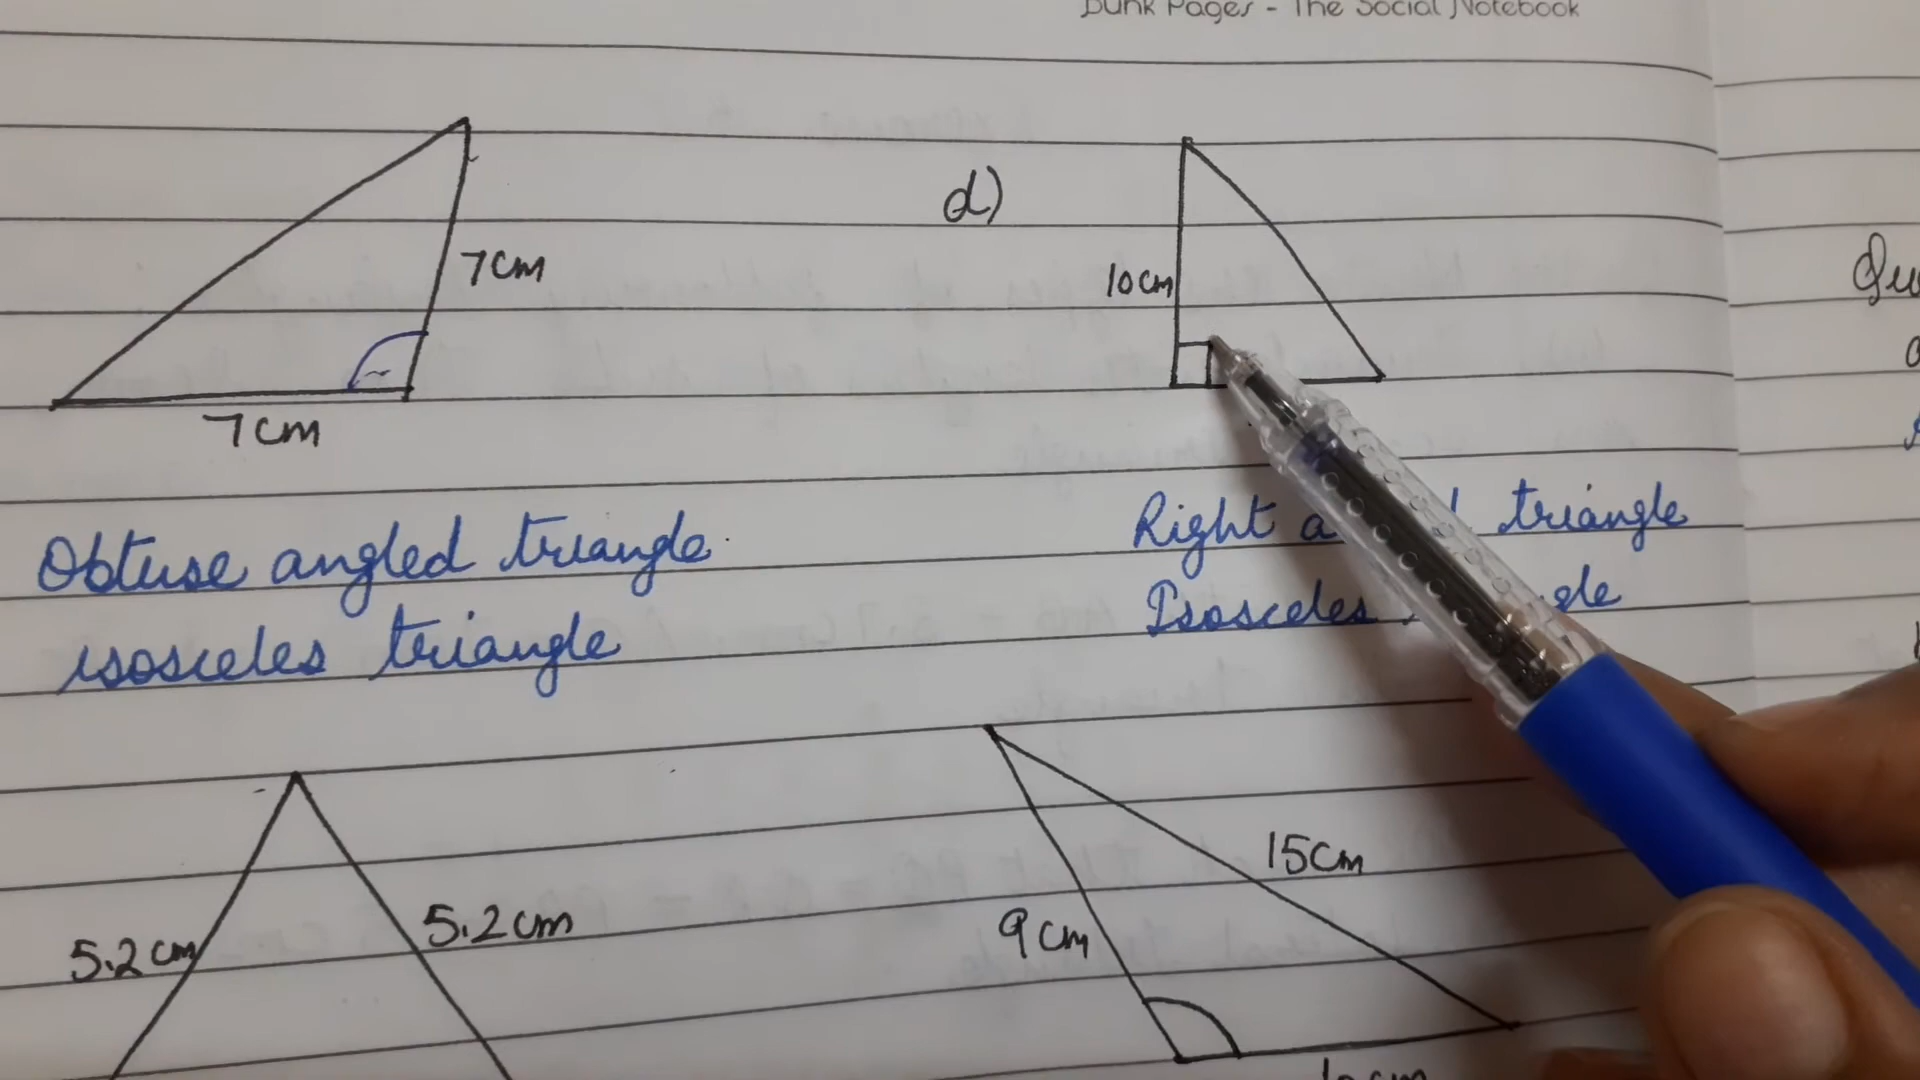 Dunk Pages - The Social Notebook
d)
7cm
10cm
7cm
Obtuse angled triangle
isosceles triangle
Right triangle
Isosceles
15cm
5.2cm
5.2cm
9cm